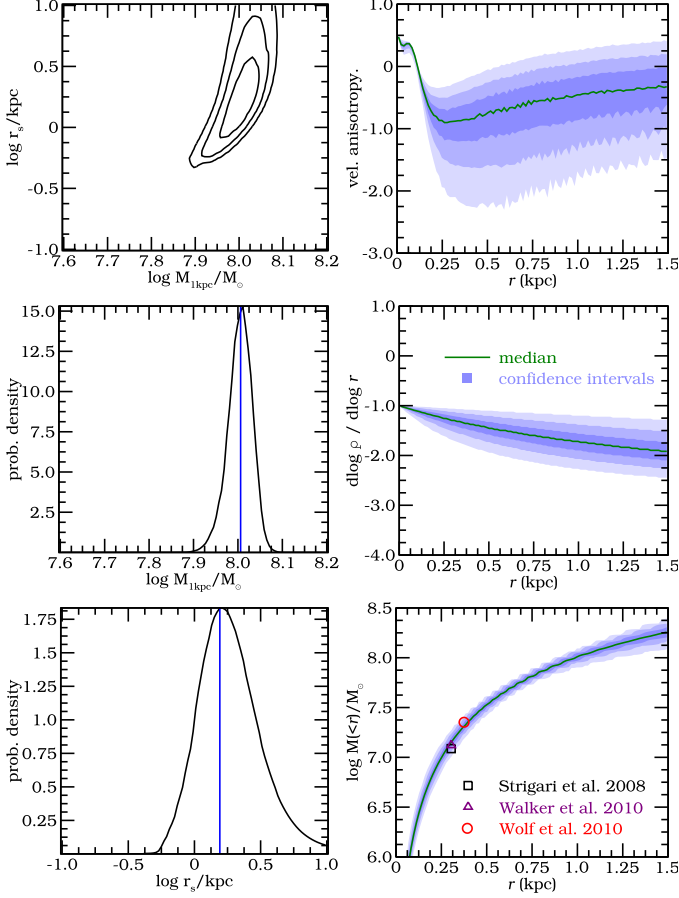 1.0
0.5
0
-0.5
-1.0
log r_s/kpc
7.6 7.7 7.8 7.9 8.0 8.1 8.2
log M_1kpc/M_⊙
0
-1.0
-2.0
-3.0
vel. anisotropy.
0 0.25 0.5 0.75 1.0 1.25 1.5
r (kpc)
15.0
12.5
10.0
7.5
5.0
2.5
prob. density
7.6 7.7 7.8 7.9 8.0 8.1 8.2
log M_1kpc/M_⊙
1.0
0
-1.0
-2.0
-3.0
-4.0
dlog ρ / dlog r
median
confidence intervals
0 0.25 0.5 0.75 1.0 1.25 1.5
r (kpc)
1.75
1.5
1.25
1.0
0.75
0.5
0.25
prob. density
-1.0 -0.5 0 0.5 1.0
log r_s/kpc
8.5
8.0
7.5
7.0
6.5
6.0
log M(<r)/M_⊙
Strigari et al. 2008
Walker et al. 2010
Wolf et al. 2010
0 0.25 0.5 0.75 1.0 1.25 1.5
r (kpc)